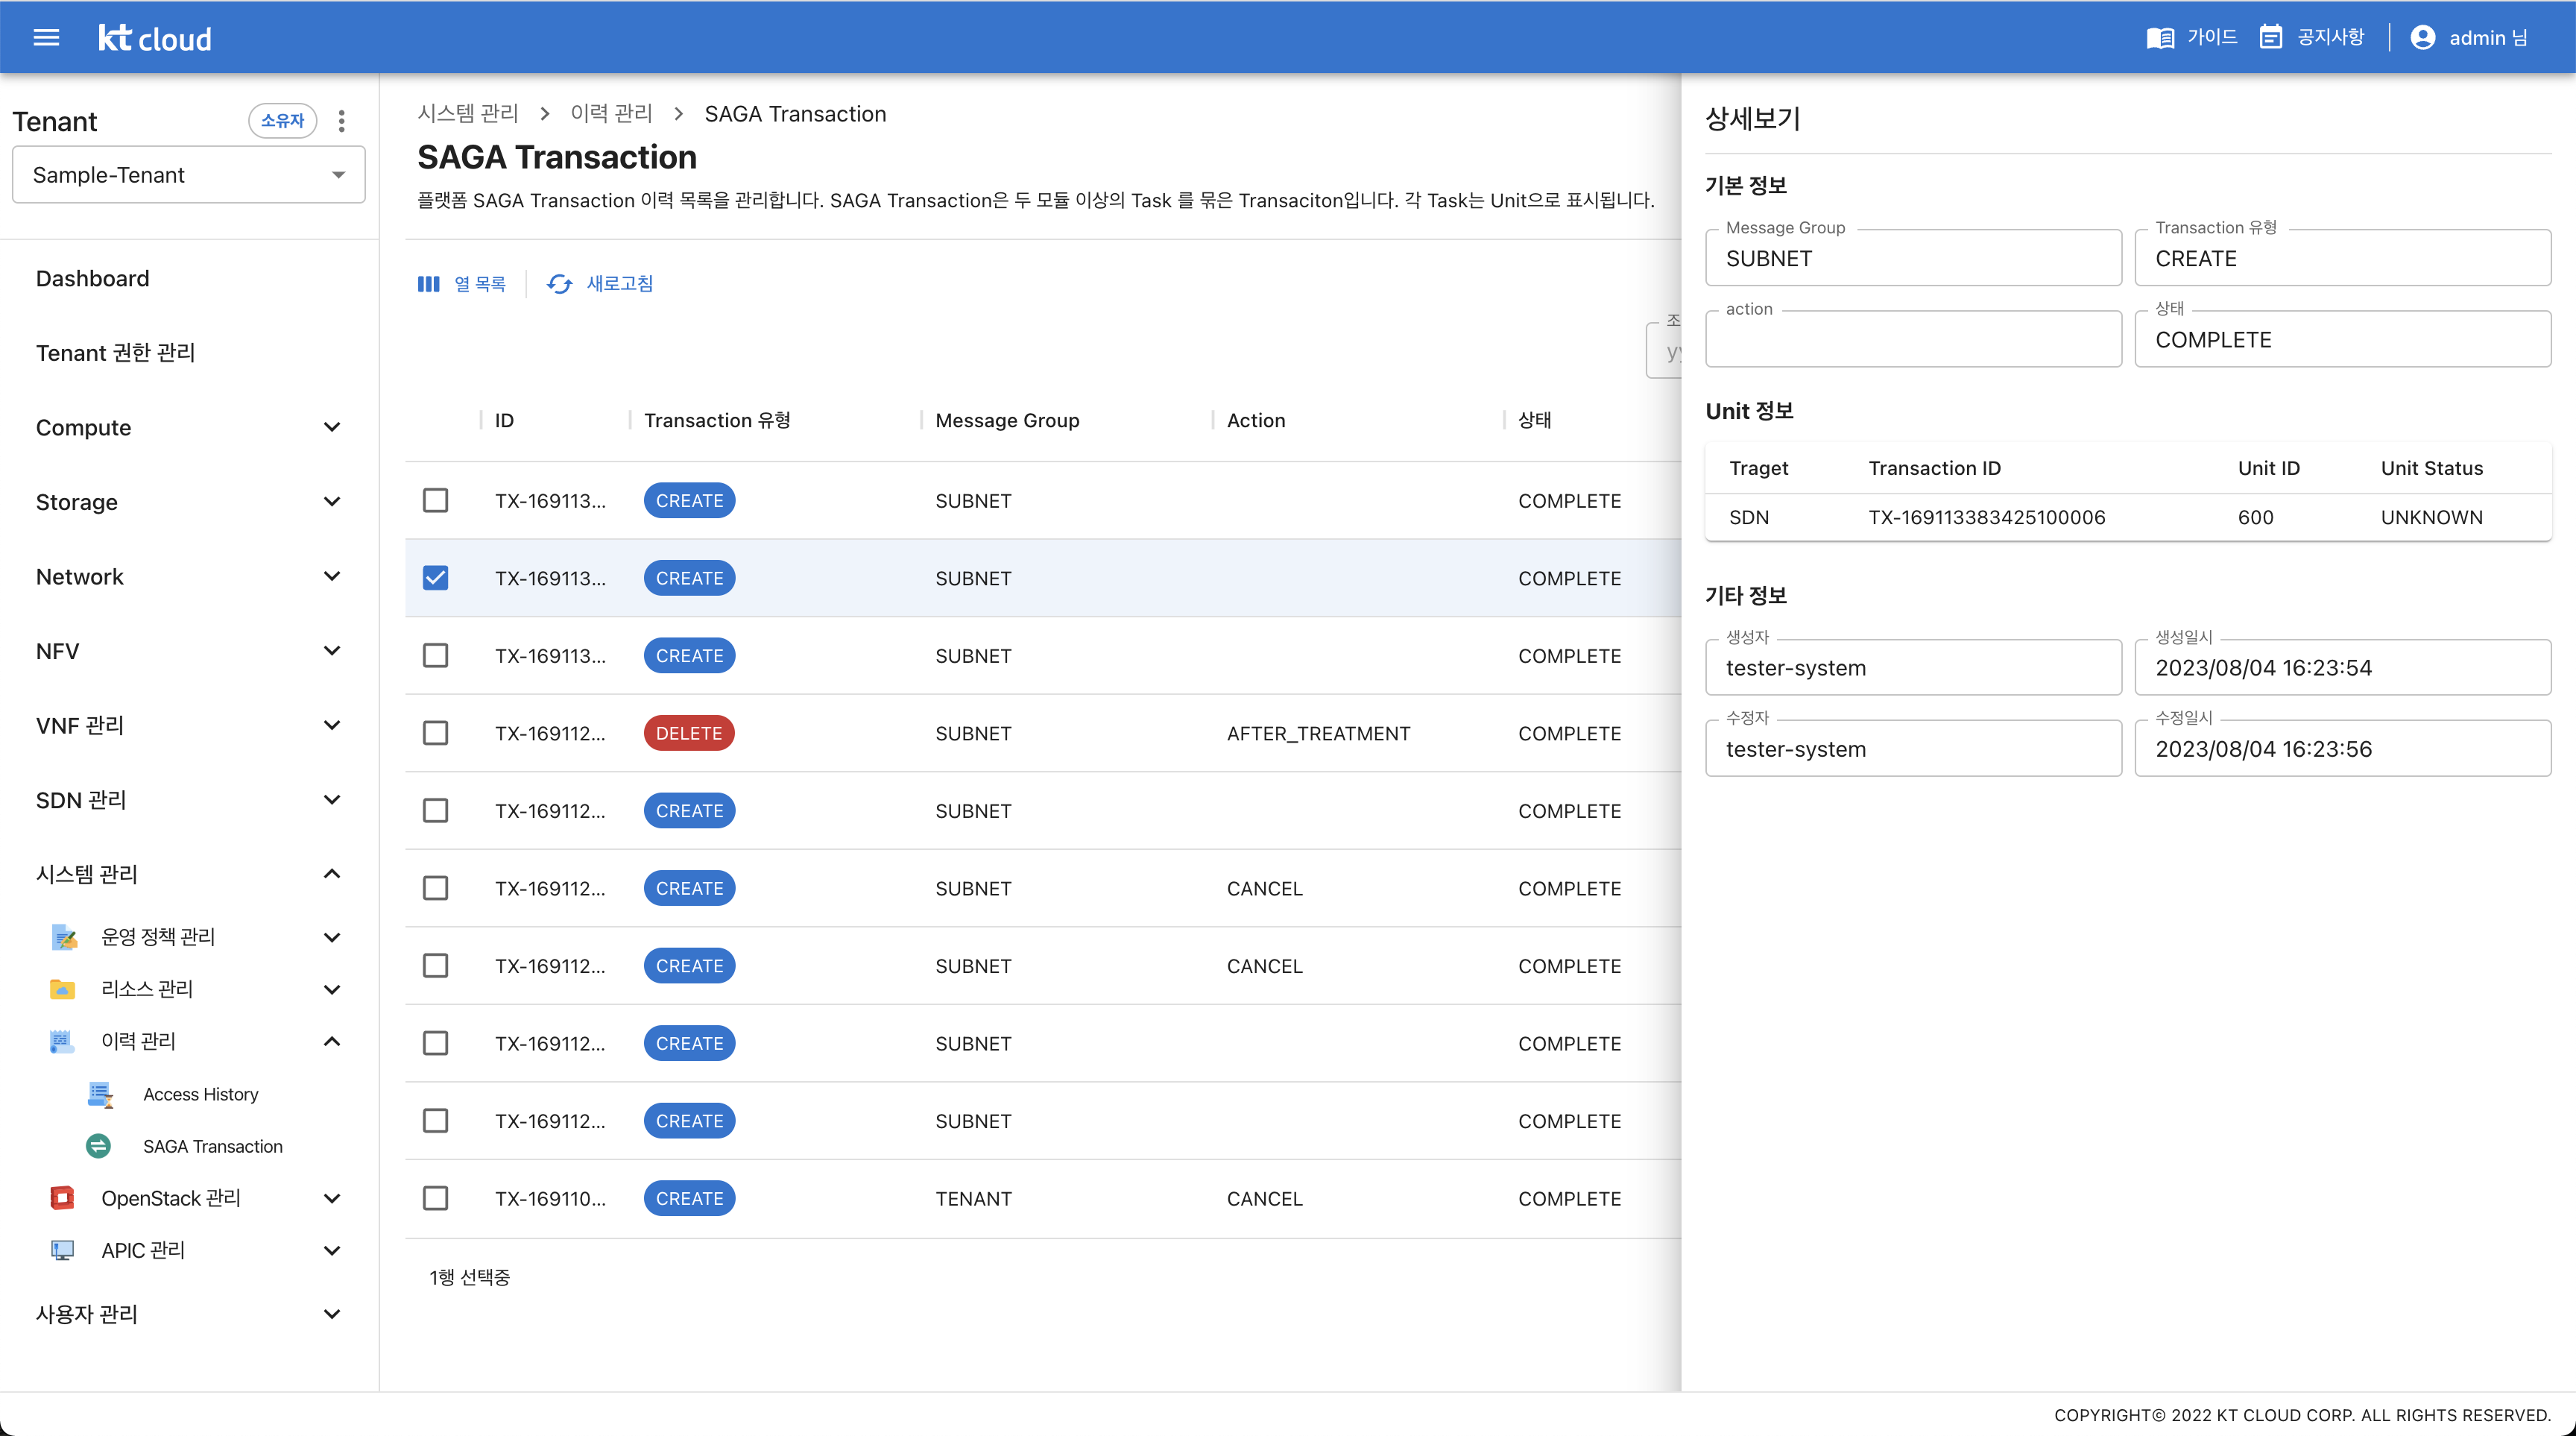 kt cloud
가이드
공지사항
admin 님
Tenant
소유자
Sample-Tenant
Dashboard
Tenant 권한 관리
Compute
Storage
Network
NFV
VNF 관리
SDN 관리
시스템 관리
운영 정책 관리
리소스 관리
이력 관리
Access History
SAGA Transaction
OpenStack 관리
APIC 관리
사용자 관리
시스템 관리 > 이력 관리 > SAGA Transaction
SAGA Transaction
플랫폼 SAGA Transaction 이력 목록을 관리합니다. SAGA Transaction은 두 모듈 이상의 Task 를 묶은 Transaciton입니다. 각 Task는 Unit으로 표시됩니다.
열 목록
새로고침
조
yy
ID Transaction 유형 Message Group Action 상태
TX-169113... CREATE SUBNET COMPLETE
TX-169113... CREATE SUBNET COMPLETE
TX-169113... CREATE SUBNET COMPLETE
TX-169112... DELETE SUBNET AFTER_TREATMENT COMPLETE
TX-169112... CREATE SUBNET COMPLETE
TX-169112... CREATE SUBNET CANCEL COMPLETE
TX-169112... CREATE SUBNET CANCEL COMPLETE
TX-169112... CREATE SUBNET COMPLETE
TX-169112... CREATE SUBNET COMPLETE
TX-169110... CREATE TENANT CANCEL COMPLETE
1행 선택중
상세보기
기본 정보
Message Group
SUBNET
Transaction 유형
CREATE
action
상태
COMPLETE
Unit 정보
Traget Transaction ID Unit ID Unit Status
SDN TX-169113383425100006 600 UNKNOWN
기타 정보
생성자
tester-system
생성일시
2023/08/04 16:23:54
수정자
tester-system
수정일시
2023/08/04 16:23:56
COPYRIGHT© 2022 KT CLOUD CORP. ALL RIGHTS RESERVED.